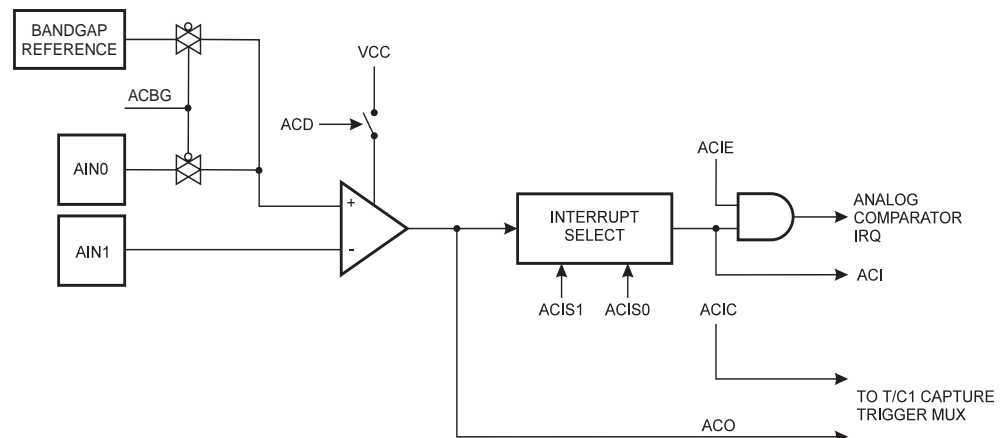 BANDGAP
REFERENCE
VCC
ACBG
ACD
ACIE
AIN0
+
INTERRUPT
SELECT
ANALOG
COMPARATOR
IRQ
AIN1
-
ACI
ACIS1
ACIS0
ACIC
TO T/C1 CAPTURE
TRIGGER MUX
ACO